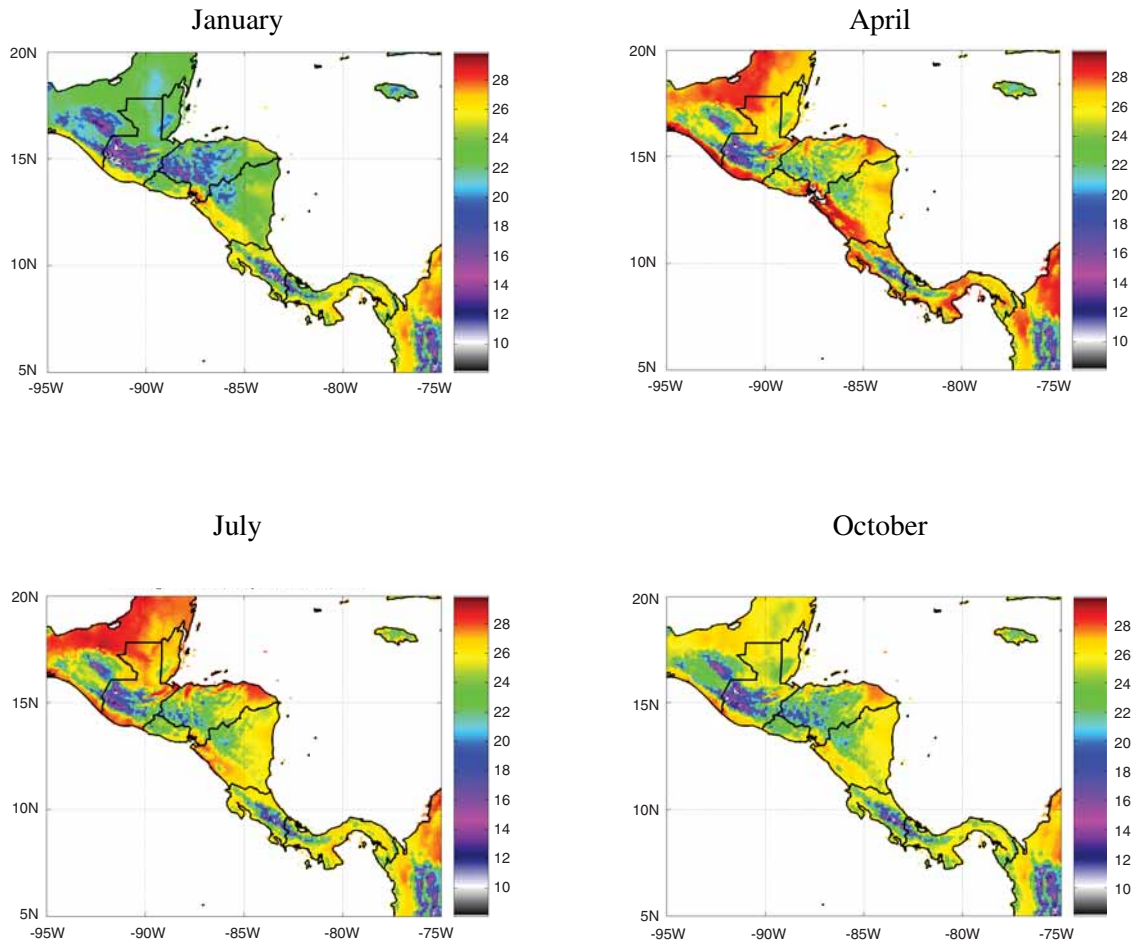 January
April
20N
15N
10N
5N
-95W
-90W
-85W
-80W
-75W
28
26
24
22
20
18
16
14
12
10
20N
15N
10N
5N
-95W
-90W
-85W
-80W
-75W
28
26
24
22
20
18
16
14
12
10
July
October
20N
15N
10N
5N
-95W
-90W
-85W
-80W
-75W
28
26
24
22
20
18
16
14
12
10
20N
15N
10N
5N
-95W
-90W
-85W
-80W
-75W
28
26
24
22
20
18
16
14
12
10